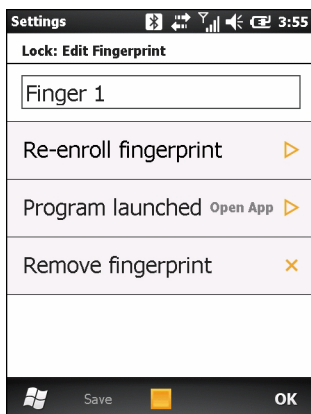 Settings 3:55
Lock: Edit Fingerprint
Finger 1
Re-enroll fingerprint
Program launched Open App
Remove fingerprint
Save OK